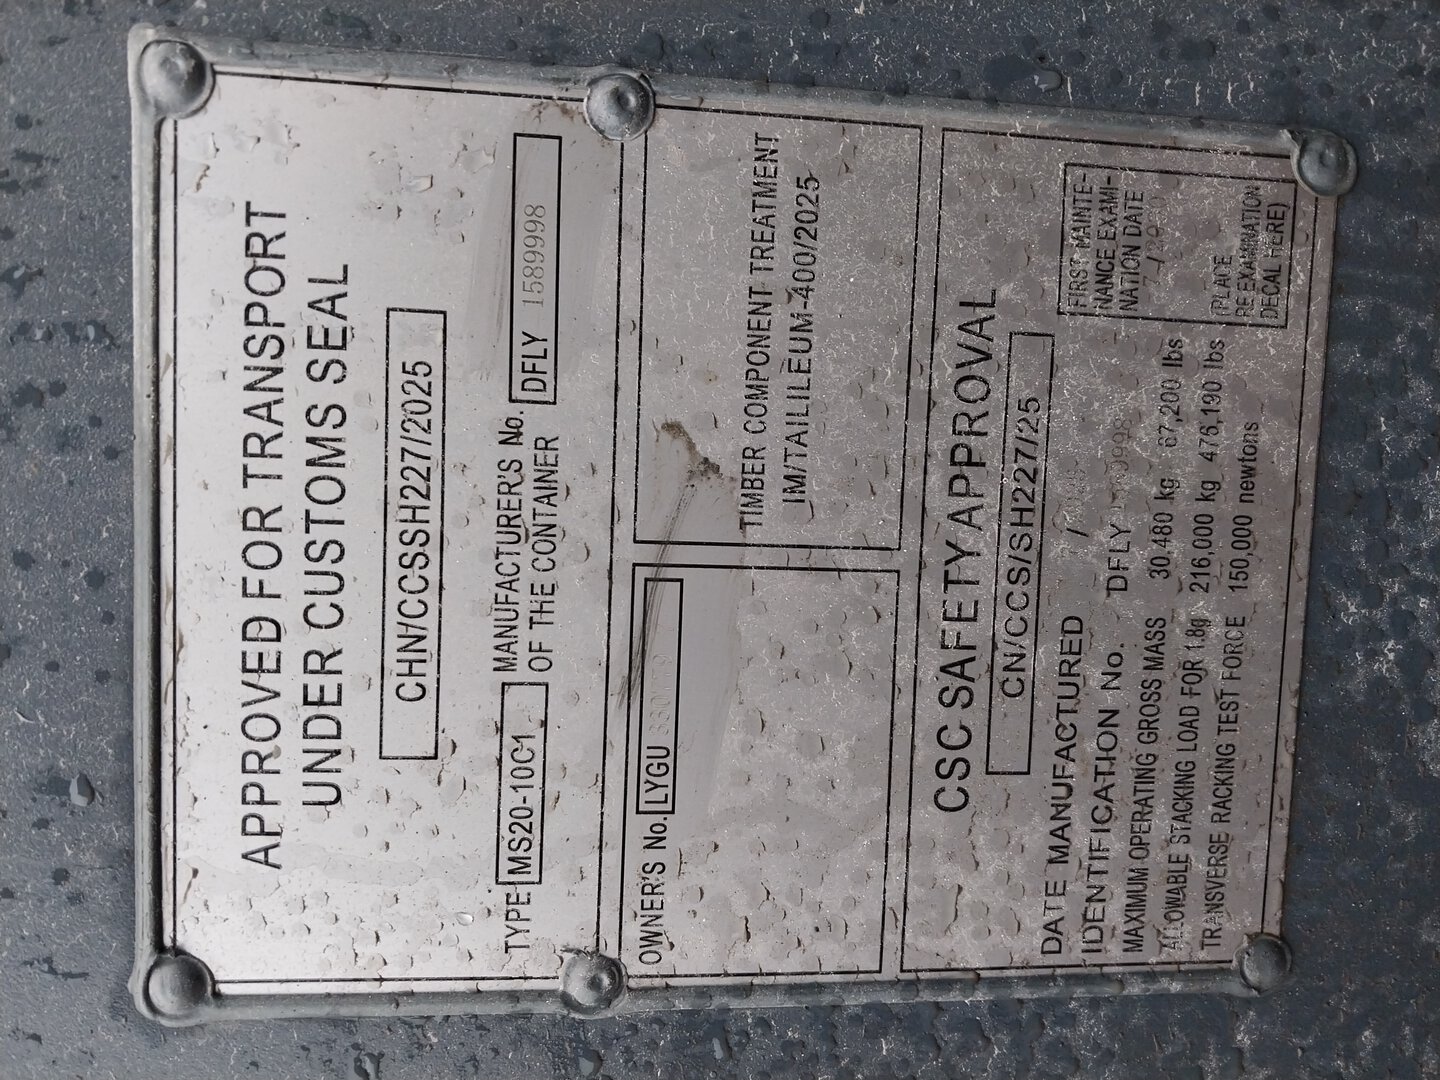 APPROVED FOR TRANSPORT
UNDER CUSTOMS SEAL
CHN/CCSSH227/2025
TYPE MS20-10C1 MANUFACTURER'S No. OF THE CONTAINER DFLY 1589998
OWNER'S No. LYGU
TIMBER COMPONENT TREATMENT
IM/TAILILEUM-400/2025
CSC SAFETY APPROVAL
CN/CCS/SH227/25
DATE MANUFACTURED /
IDENTIFICATION No. DFLY
MAXIMUM OPERATING GROSS MASS 30.480 kg 67,200 lbs
ALLOWABLE STACKING LOAD FOR 1.8g 216,000 kg 476,190 lbs
TRANSVERSE RACKING TEST FORCE 150,000 newtons
FIRST MAINTE-
NANCE EXAMI-
NATION DATE
(PLACE
RE EXAMINATION
DECAL HERE)